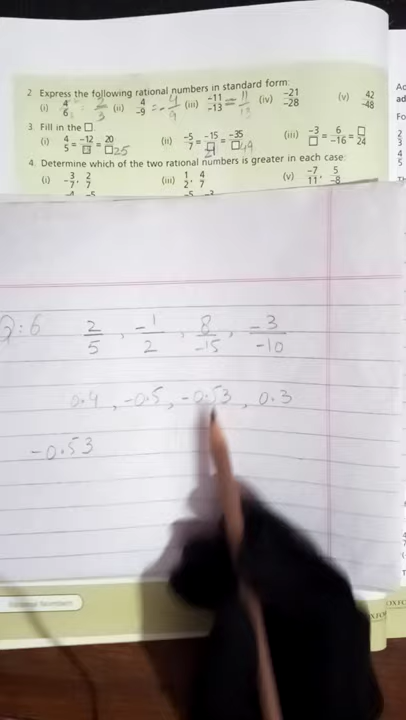 2 Express the following rational numbers in standard form:
(i) 4/6 = 2/3 (ii) 4/-9 = -4/9 (iii) -11/-13 = 11/13 (iv) -21/-28 (v) 42/-48
3. Fill in the □.
(i) 4/5 = -12/□ = 20/□ 25 (ii) -5/7 = -15/□ 21 = -35/□ 49 (iii) -3/□ = 6/-16 = □/24
4. Determine which of the two rational numbers is greater in each case:
(i) -3/7, 2/7 (iii) 1/2, 4/7 (v) -7/11, 5/-8
Q:6 2/5, -1/2, 8/-15, -3/-10
0.4, -0.5, -0.53, 0.3
-0.53
Rational Numbers